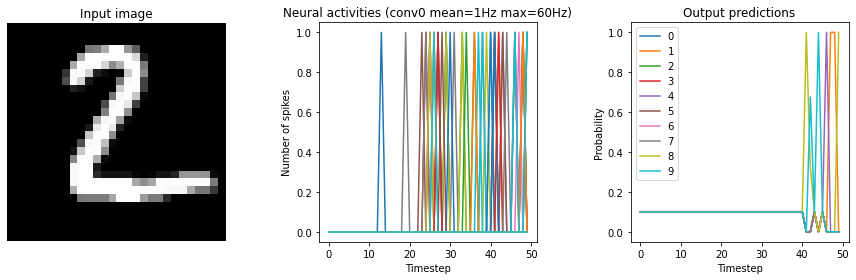 Input image
2
Neural activities (conv0 mean=1Hz max=60Hz)
Number of spikes
1.0
0.8
0.6
0.4
0.2
0.0
0 10 20 30 40 50
Timestep
Output predictions
Probability
1.0
0.8
0.6
0.4
0.2
0.0
0
1
2
3
4
5
6
7
8
9
0 10 20 30 40 50
Timestep